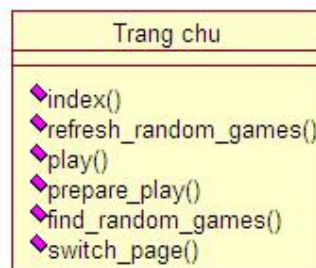 Trang chu
index()
refresh_random_games()
play()
prepare_play()
find_random_games()
switch_page()